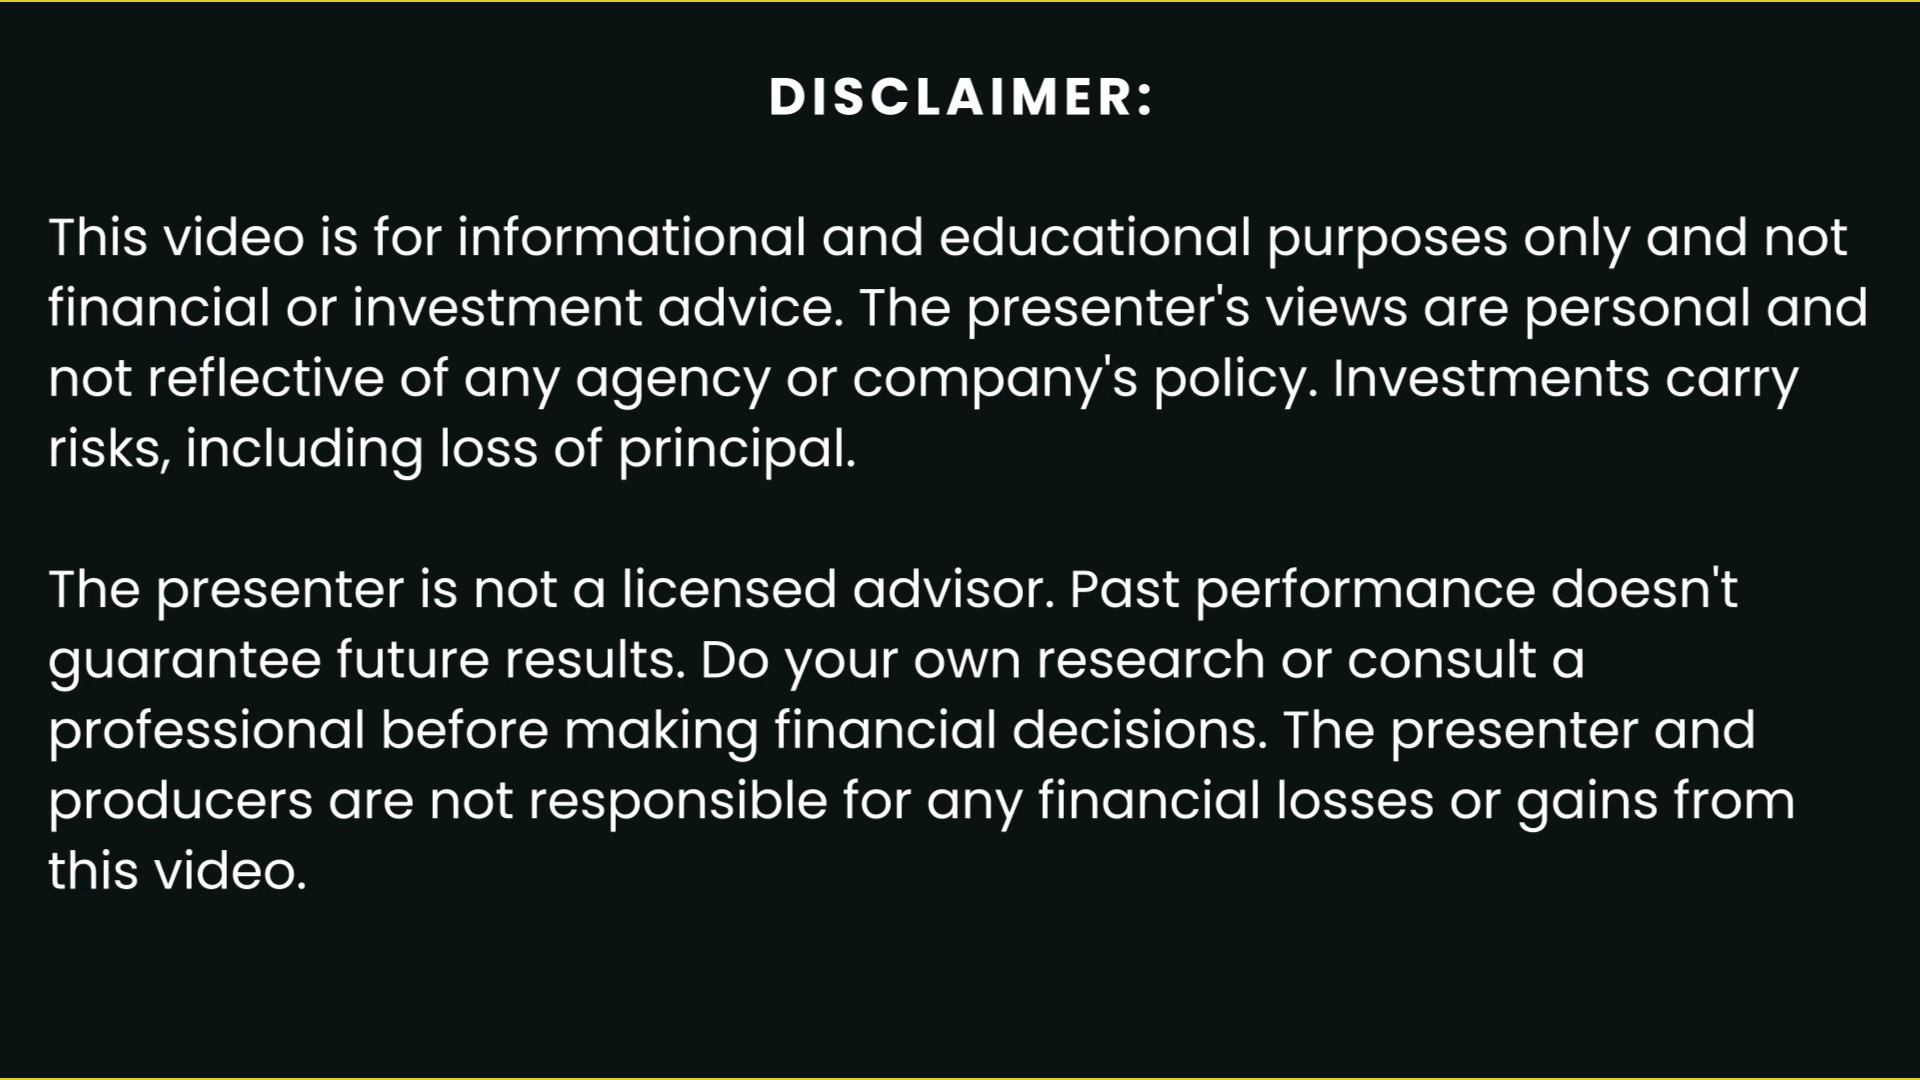 DISCLAIMER:
This video is for informational and educational purposes only and not
financial or investment advice. The presenter's views are personal and
not reflective of any agency or company's policy. Investments carry
risks, including loss of principal.
The presenter is not a licensed advisor. Past performance doesn't
guarantee future results. Do your own research or consult a
professional before making financial decisions. The presenter and
producers are not responsible for any financial losses or gains from
this video.